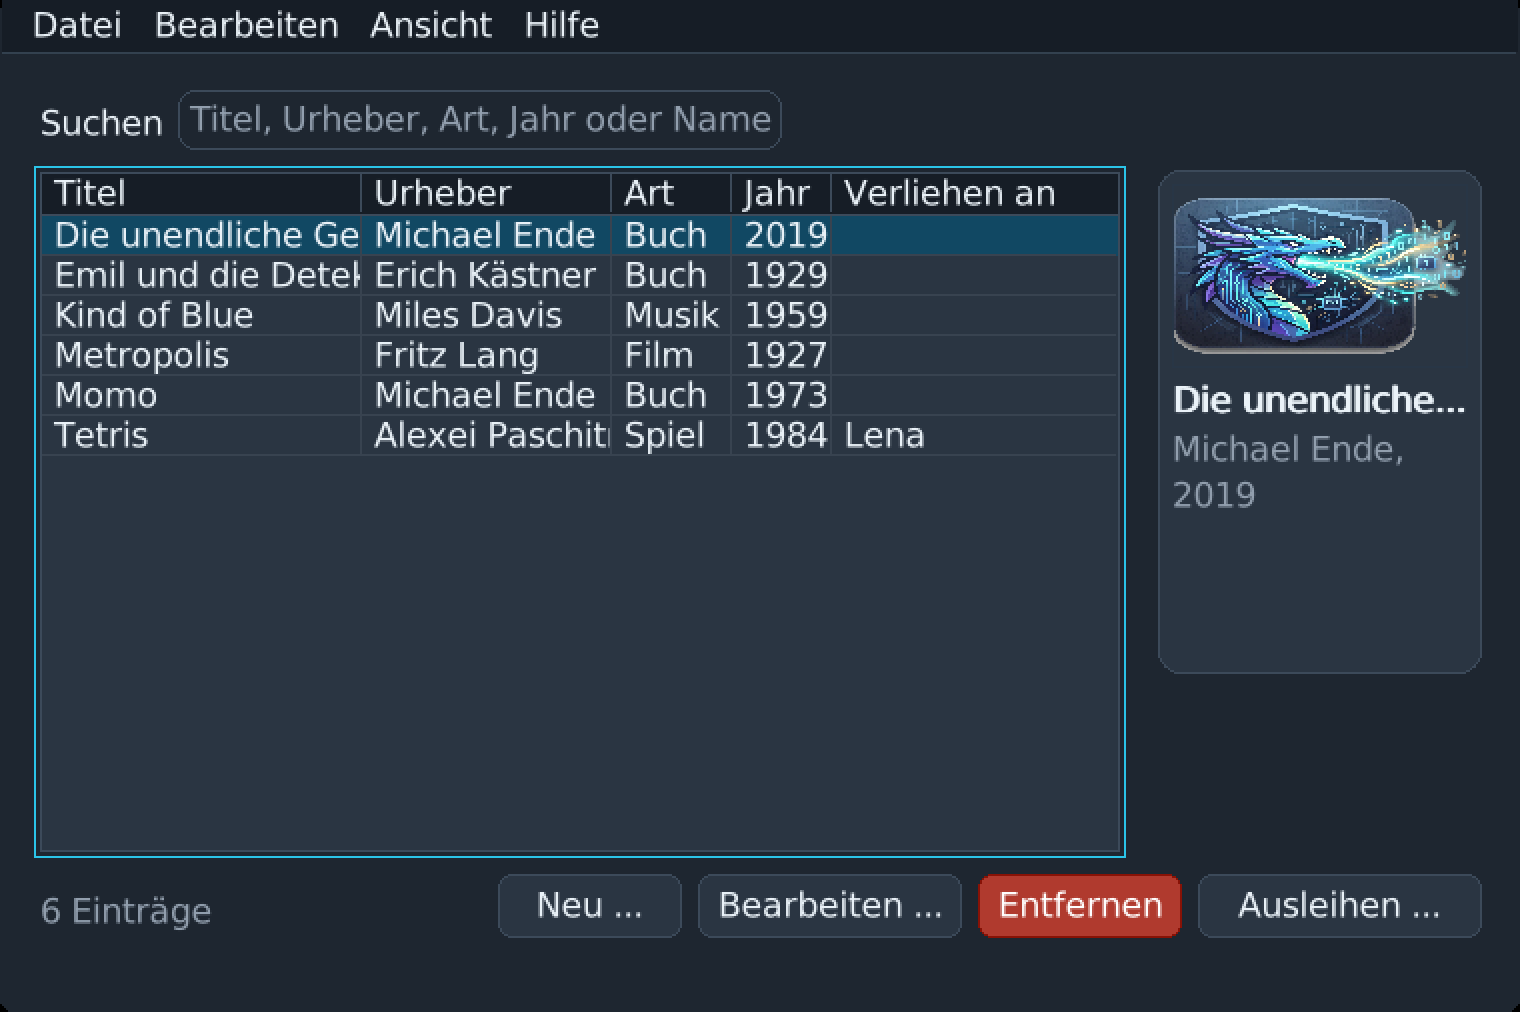 Datei Bearbeiten Ansicht Hilfe
Suchen Titel, Urheber, Art, Jahr oder Name
Titel Urheber Art Jahr Verliehen an
Die unendliche Ge Michael Ende Buch 2019
Emil und die Detek Erich Kästner Buch 1929
Kind of Blue Miles Davis Musik 1959
Metropolis Fritz Lang Film 1927
Momo Michael Ende Buch 1973
Tetris Alexei Paschitr Spiel 1984 Lena
Die unendliche...
Michael Ende,
2019
6 Einträge Neu ... Bearbeiten ... Entfernen Ausleihen ...